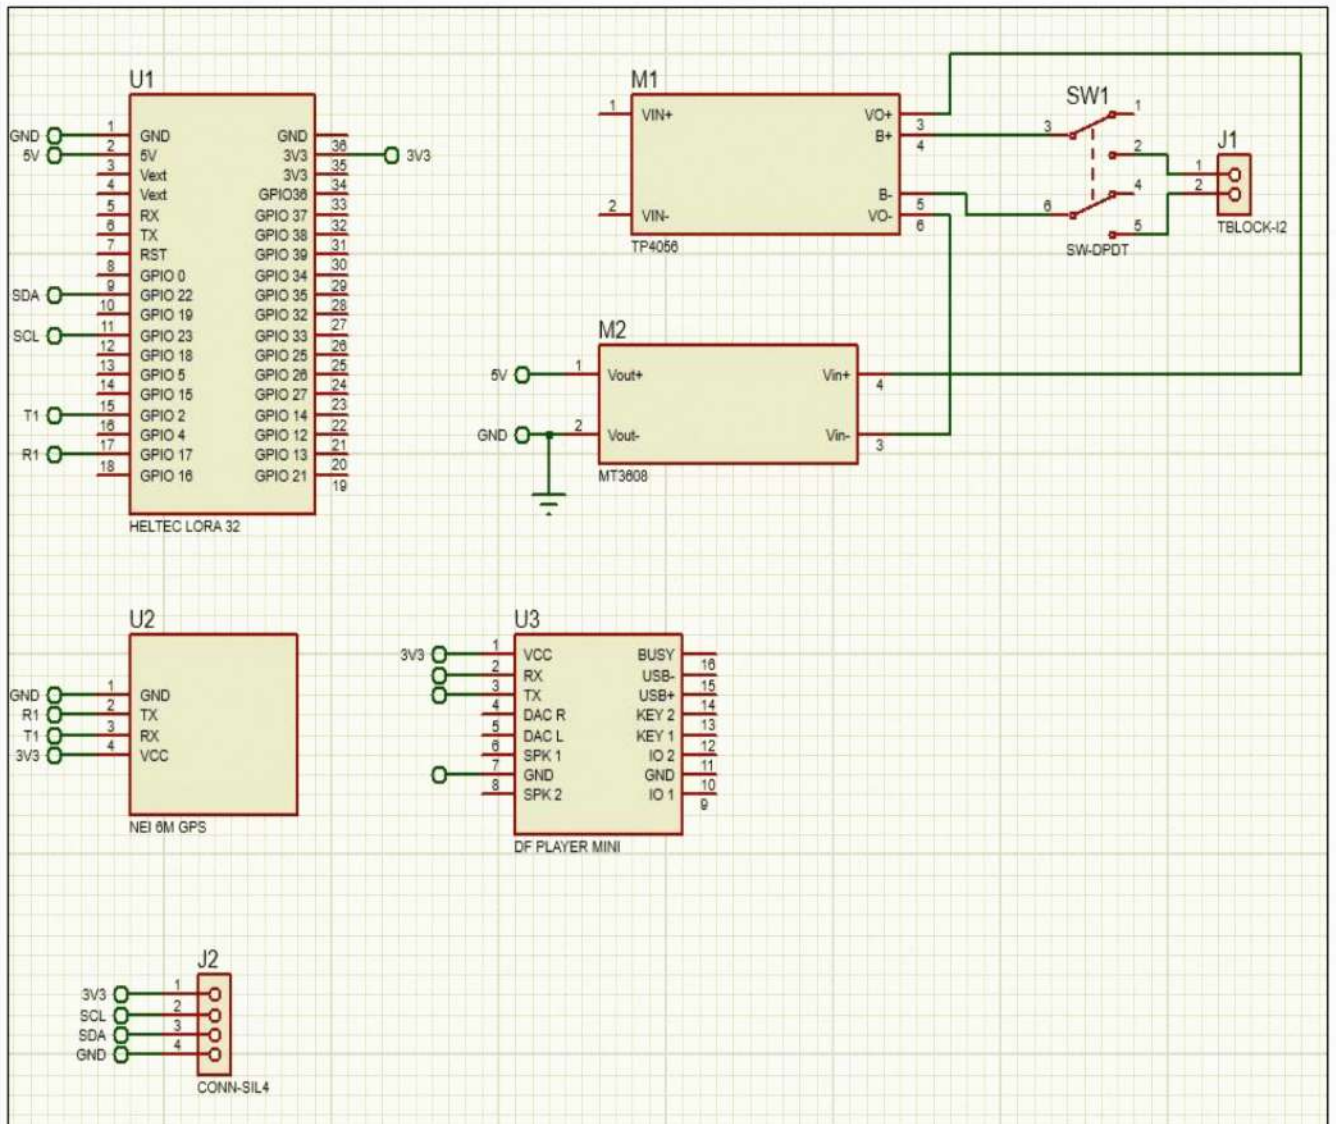 U1
GND 1 GND GND
5V 2 5V 3V3 36 3V3
3 Vext 3V3 35
4 Vext GPIO36 34
5 RX GPIO 37 33
6 TX GPIO 38 32
7 RST GPIO 39 31
8 GPIO 0 GPIO 34 30
SDA 9 GPIO 22 GPIO 35 29
10 GPIO 19 GPIO 32 28
SCL 11 GPIO 23 GPIO 33 27
12 GPIO 18 GPIO 25 26
13 GPIO 5 GPIO 26 25
14 GPIO 15 GPIO 27 24
T1 15 GPIO 2 GPIO 14 23
16 GPIO 4 GPIO 12 22
R1 17 GPIO 17 GPIO 13 21
18 GPIO 16 GPIO 21 20
19
HELTEC LORA 32
M1
1 VIN+ VO+ 3
B+ 4
B- 5
2 VIN- VO- 6
TP4056
SW1
3 1
2
4
6 5
SW-DPDT
J1
1
2
TBLOCK-I2
M2
5V 1 Vout+ Vin+ 4
GND 2 Vout- Vin- 3
MT3608
U2
GND 1 GND
R1 2 TX
T1 3 RX
3V3 4 VCC
NEI 6M GPS
U3
3V3 1 VCC BUSY 16
2 RX USB- 15
3 TX USB+ 14
4 DAC R KEY 2 13
5 DAC L KEY 1 12
6 SPK 1 IO 2 11
7 GND GND 10
8 SPK 2 IO 1 9
DF PLAYER MINI
J2
3V3 1
SCL 2
SDA 3
GND 4
CONN-SIL4